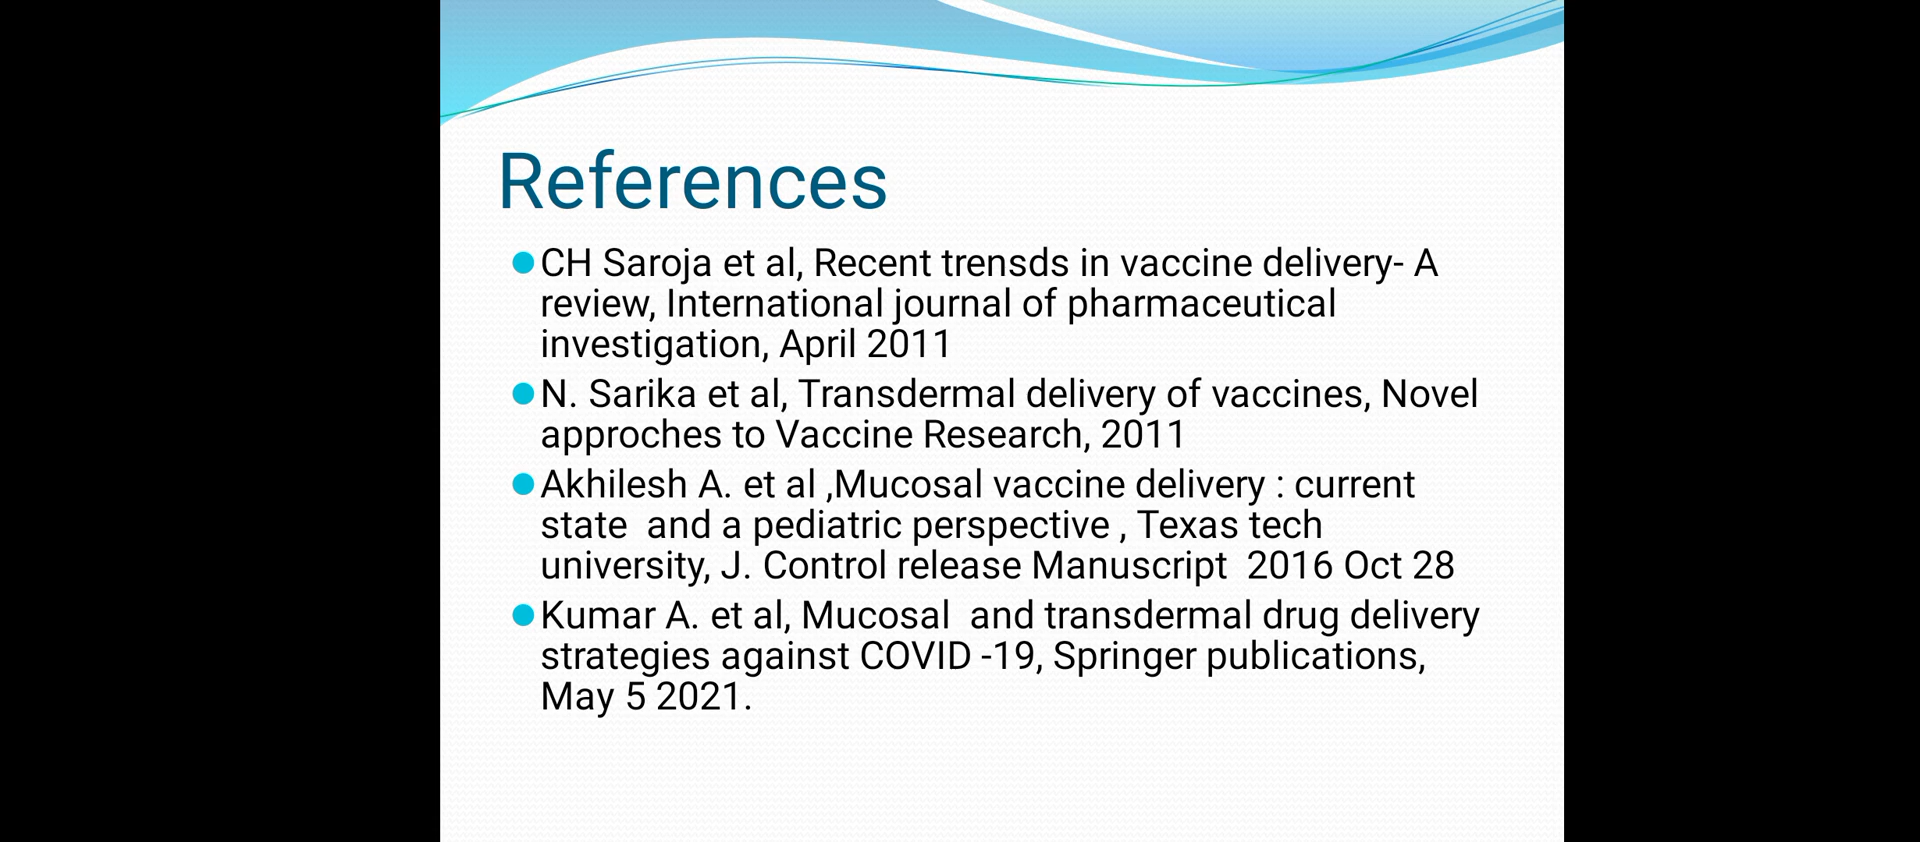 References
CH Saroja et al, Recent trensds in vaccine delivery- A
review, International journal of pharmaceutical
investigation, April 2011
N. Sarika et al, Transdermal delivery of vaccines, Novel
approches to Vaccine Research, 2011
Akhilesh A. et al ,Mucosal vaccine delivery : current
state  and a pediatric perspective , Texas tech
university, J. Control release Manuscript  2016 Oct 28
Kumar A. et al, Mucosal  and transdermal drug delivery
strategies against COVID -19, Springer publications,
May 5 2021.